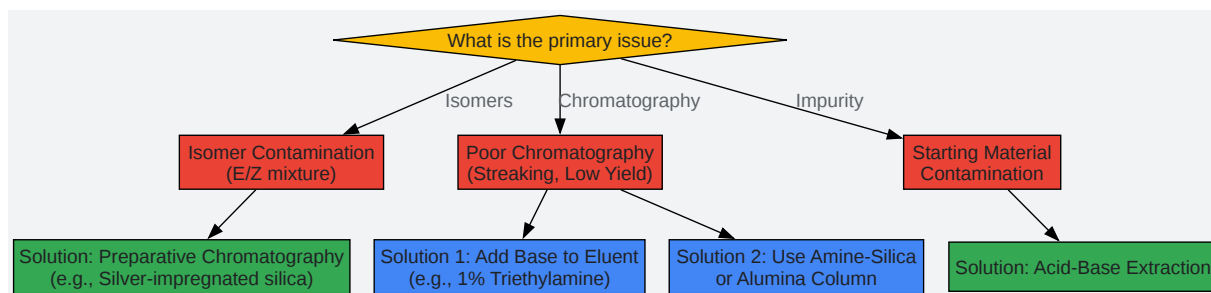 What is the primary issue?
Isomers
Chromatography
Impurity
Isomer Contamination
(E/Z mixture)
Poor Chromatography
(Streaking, Low Yield)
Starting Material
Contamination
Solution: Preparative Chromatography
(e.g., Silver-impregnated silica)
Solution 1: Add Base to Eluent
(e.g., 1% Triethylamine)
Solution 2: Use Amine-Silica
or Alumina Column
Solution: Acid-Base Extraction